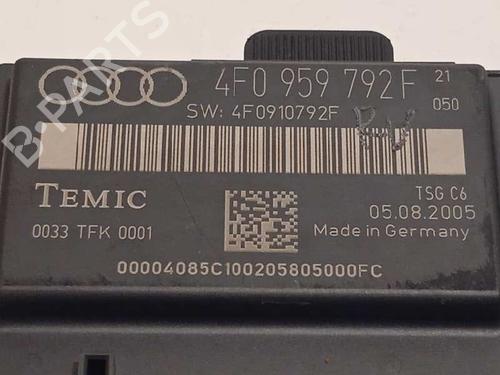 4F0 959 792F 21
050
SW: 4F0910792F
TEMIC
TSG C6
05.08.2005
0033 TFK 0001
Made in Germany
00004085C100205805000FC
B-PARTS